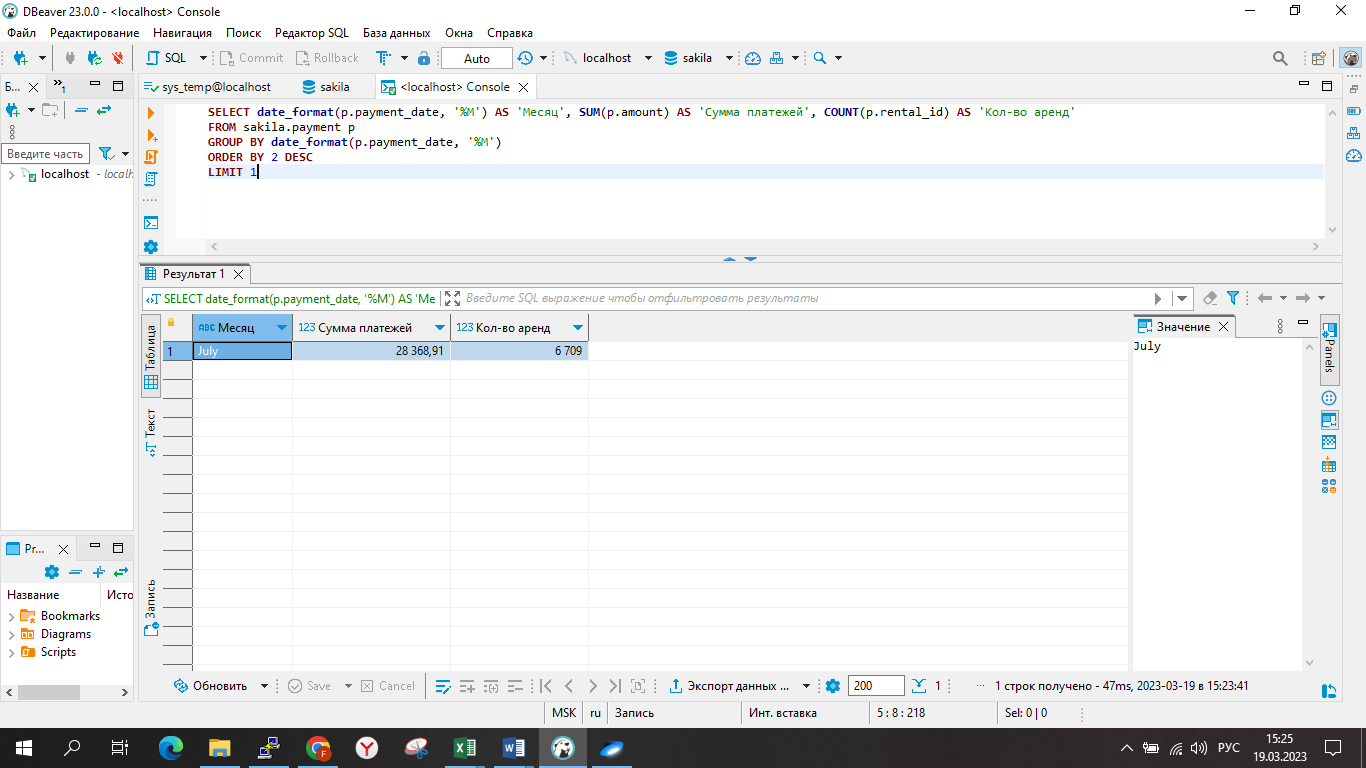 DBeaver 23.0.0 - <localhost> Console
Файл Редактирование Навигация Поиск Редактор SQL База данных Окна Справка
SQL Commit Rollback Auto localhost sakila
Б... »1 sys_temp@localhost sakila <localhost> Console
SELECT date_format(p.payment_date, '%M') AS 'Месяц', SUM(p.amount) AS 'Сумма платежей', COUNT(p.rental_id) AS 'Кол-во аренд'
FROM sakila.payment p
GROUP BY date_format(p.payment_date, '%M')
ORDER BY 2 DESC
LIMIT 1
Введите часть
localhost - localh
Результат 1
SELECT date_format(p.payment_date, '%M') AS 'Ме
Введите SQL выражение чтобы отфильтровать результаты
Таблица
Текст
Запись
ABC Месяц 123 Сумма платежей 123 Кол-во аренд
1 July 28 368,91 6 709
Значение
July
Panels
Pr...
Название Исто
Bookmarks
Diagrams
Scripts
Обновить Save Cancel Экспорт данных ... 200 1 ... 1 строк получено - 47ms, 2023-03-19 в 15:23:41
MSK ru Запись Инт. вставка 5 : 8 : 218 Sel: 0 | 0
РУС
15:25
19.03.2023